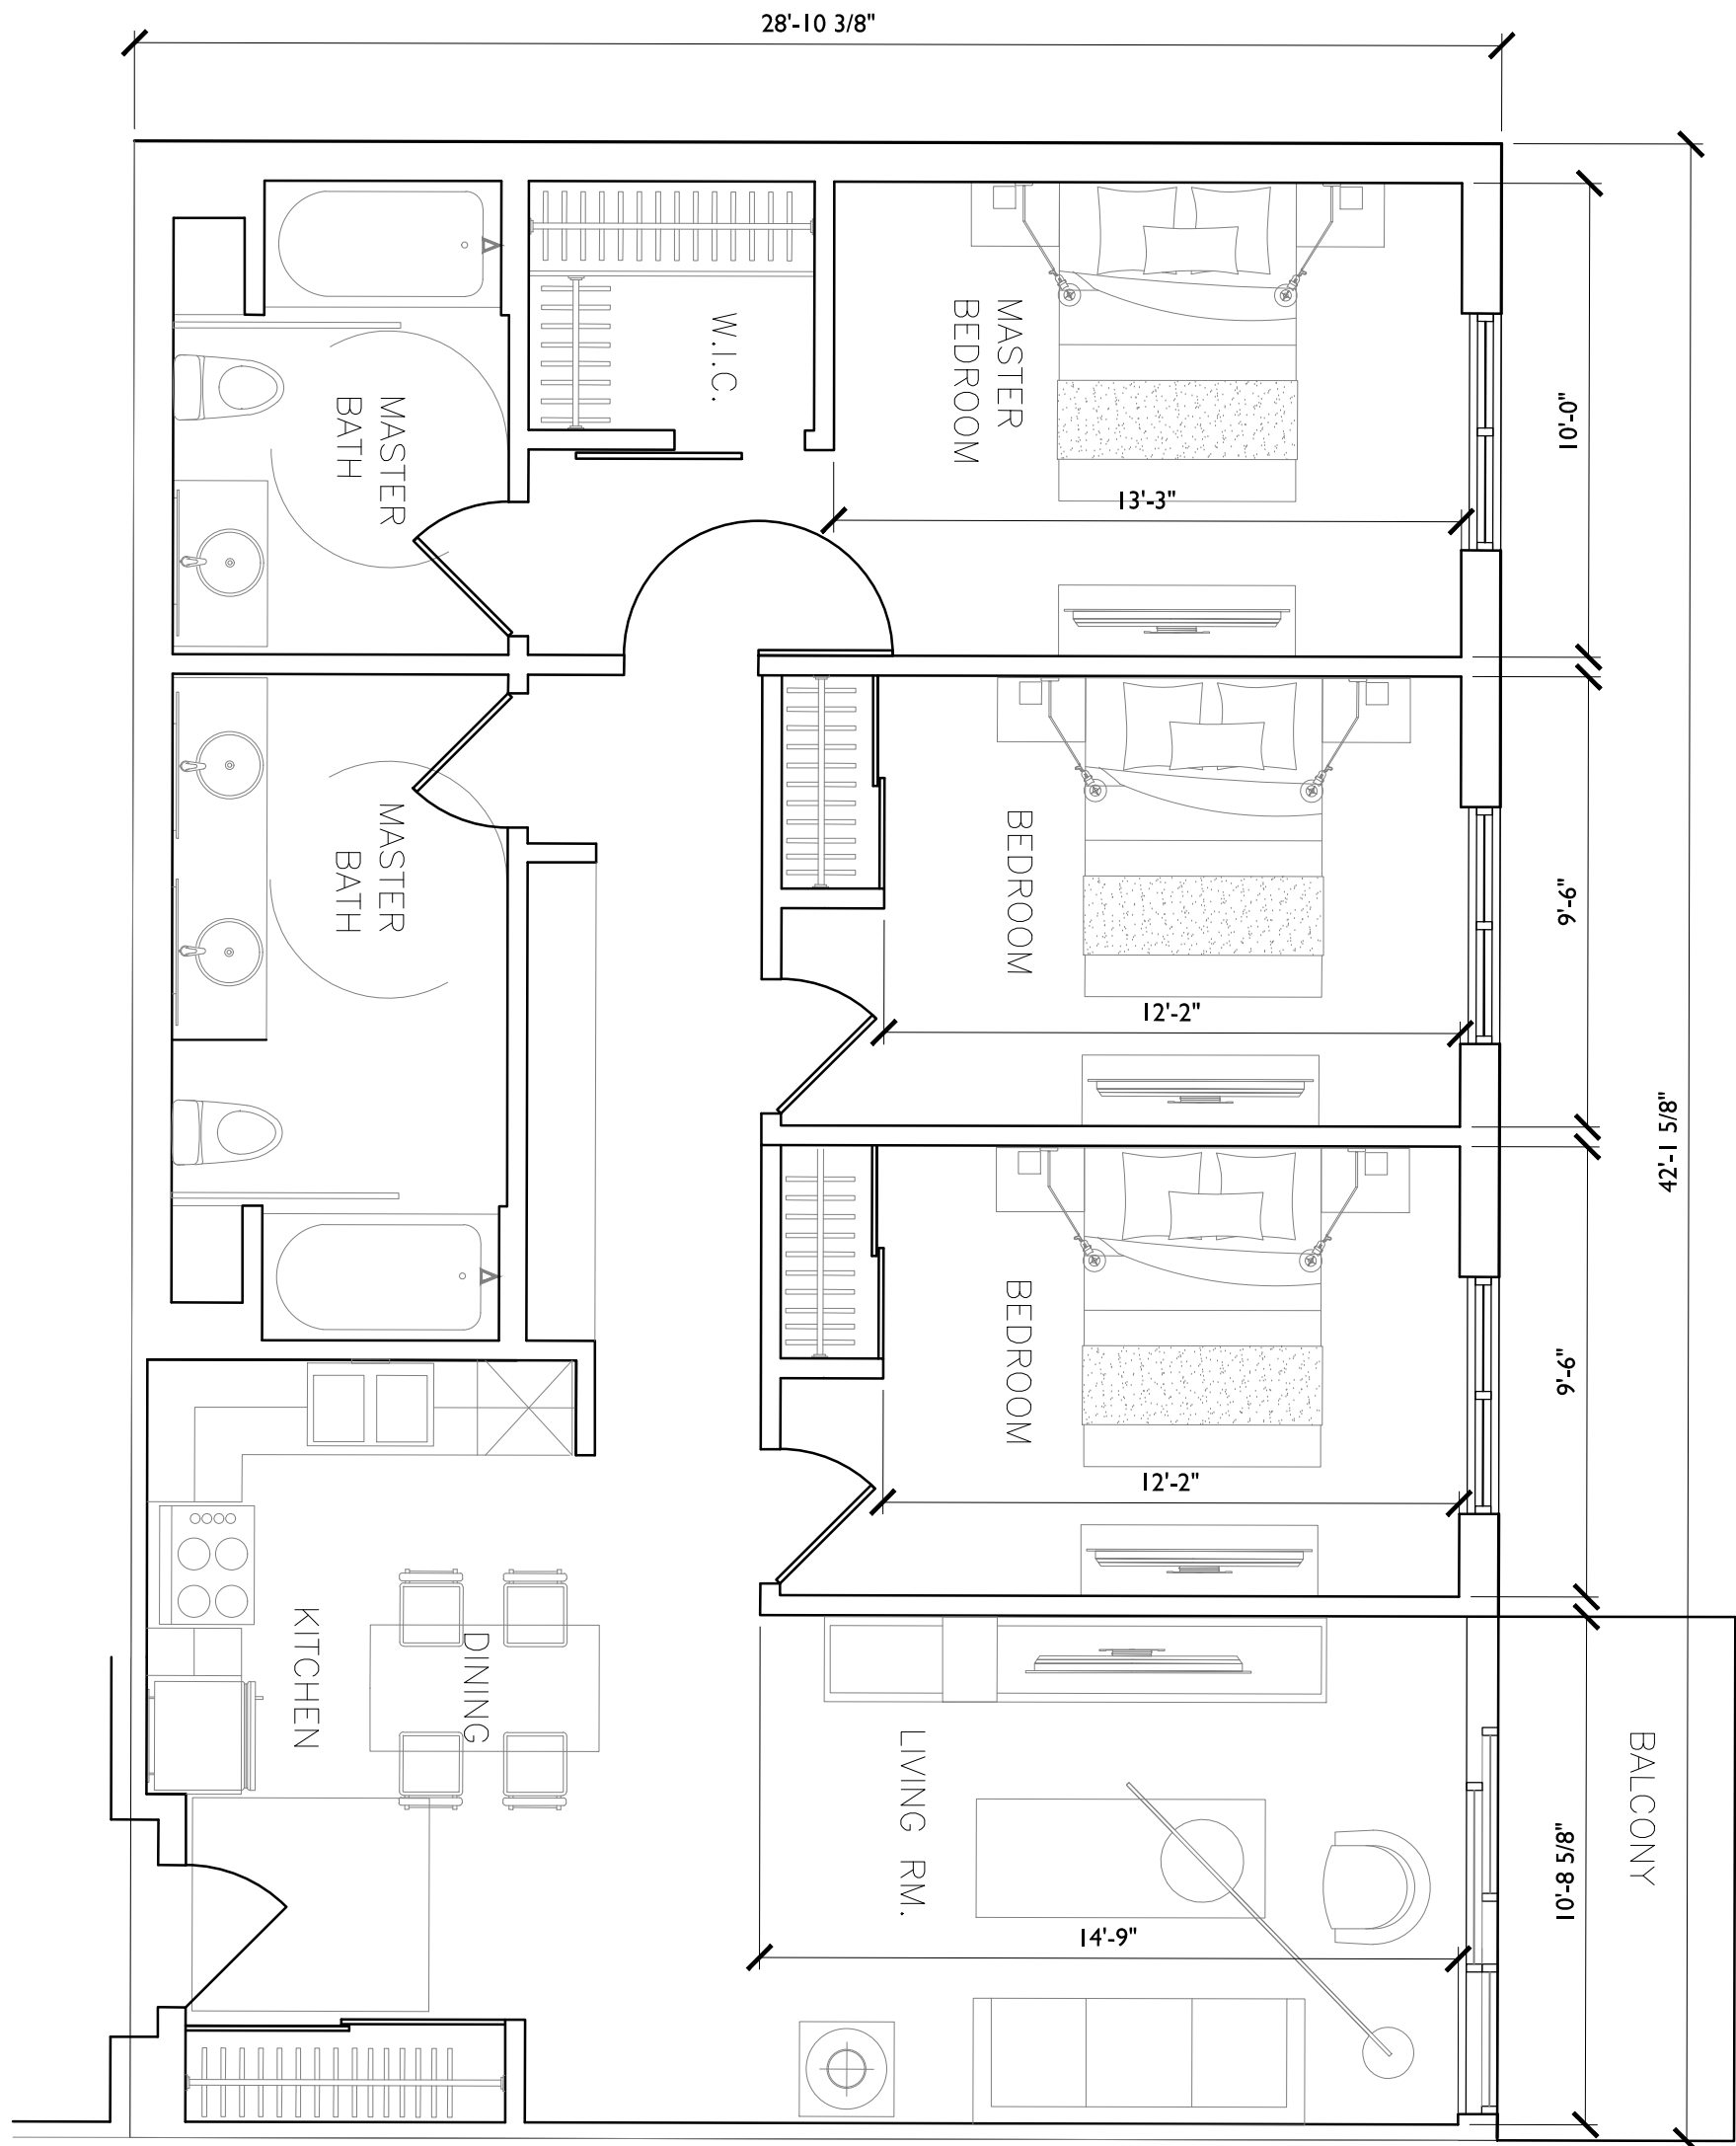 28'-10 3/8"
MASTER
BEDROOM
W.I.C.
MASTER
BATH
10'-0"
13'-3"
MASTER
BATH
BEDROOM
9'-6"
12'-2"
42'-1 5/8"
BEDROOM
9'-6"
12'-2"
KITCHEN
DINING
LIVING RM.
BALCONY
10'-8 5/8"
14'-9"